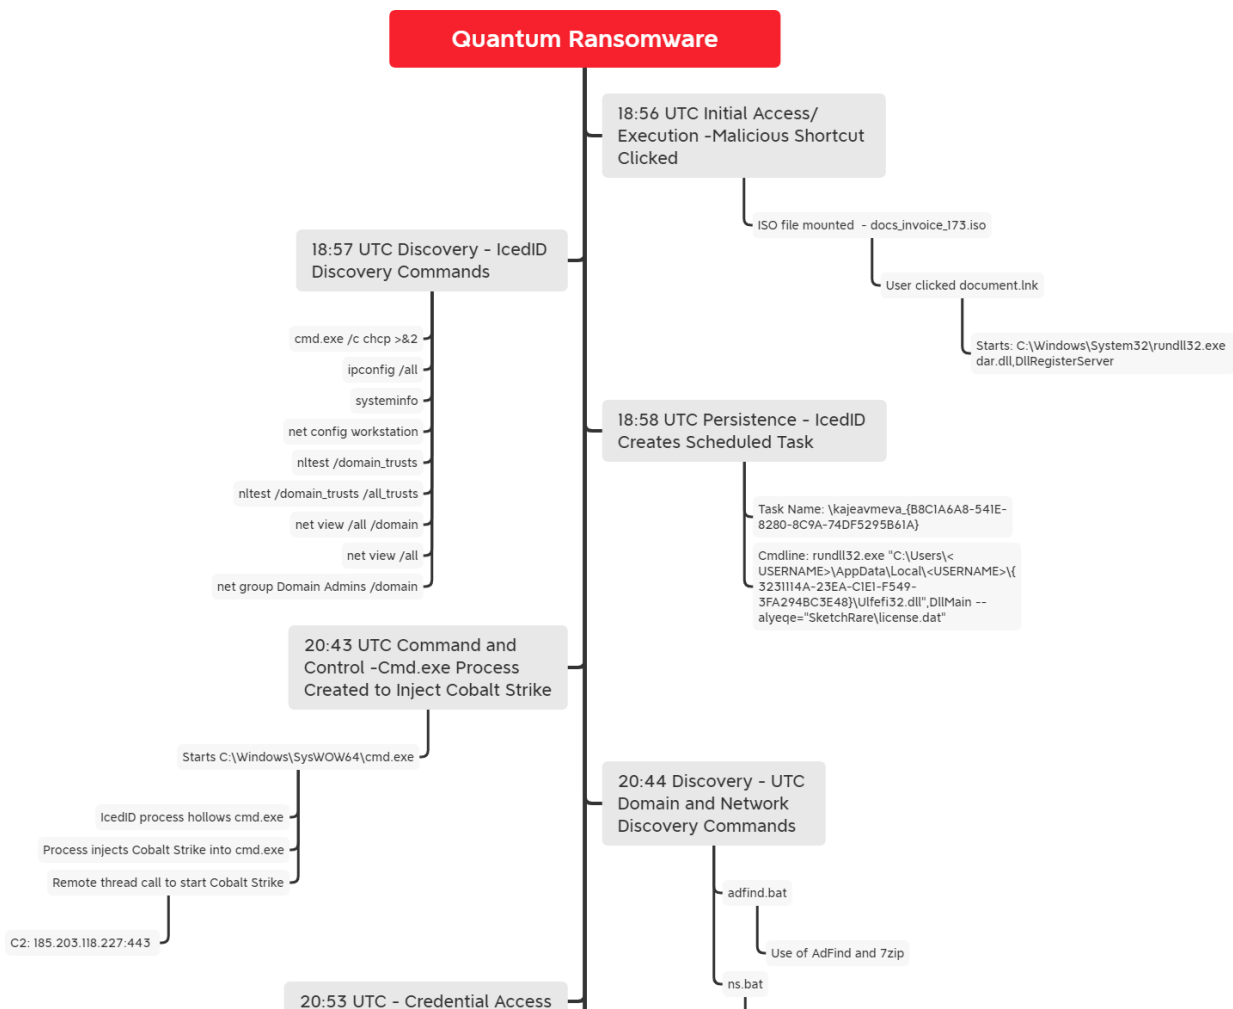 Quantum Ransomware
18:56 UTC Initial Access/
Execution -Malicious Shortcut
Clicked
ISO file mounted  - docs_invoice_173.iso
User clicked document.lnk
Starts: C:\Windows\System32\rundll32.exe
dar.dll,DllRegisterServer
18:57 UTC Discovery - IcedID
Discovery Commands
cmd.exe /c chcp >&2
ipconfig /all
systeminfo
net config workstation
nltest /domain_trusts
nltest /domain_trusts /all_trusts
net view /all /domain
net view /all
net group Domain Admins /domain
18:58 UTC Persistence - IcedID
Creates Scheduled Task
Task Name: \kajeavmeva_{B8C1A6A8-541E-
8280-8C9A-74DF5295B61A}
Cmdline: rundll32.exe "C:\Users\<
USERNAME>\AppData\Local\<USERNAME>\{
3231114A-23EA-C1E1-F549-
3FA294BC3E48}\Ulfefi32.dll",DllMain --
alyeqe="SketchRare\license.dat"
20:43 UTC Command and
Control -Cmd.exe Process
Created to Inject Cobalt Strike
Starts C:\Windows\SysWOW64\cmd.exe
IcedID process hollows cmd.exe
Process injects Cobalt Strike into cmd.exe
Remote thread call to start Cobalt Strike
C2: 185.203.118.227:443
20:44 Discovery - UTC
Domain and Network
Discovery Commands
adfind.bat
Use of AdFind and 7zip
ns.bat
20:53 UTC - Credential Access